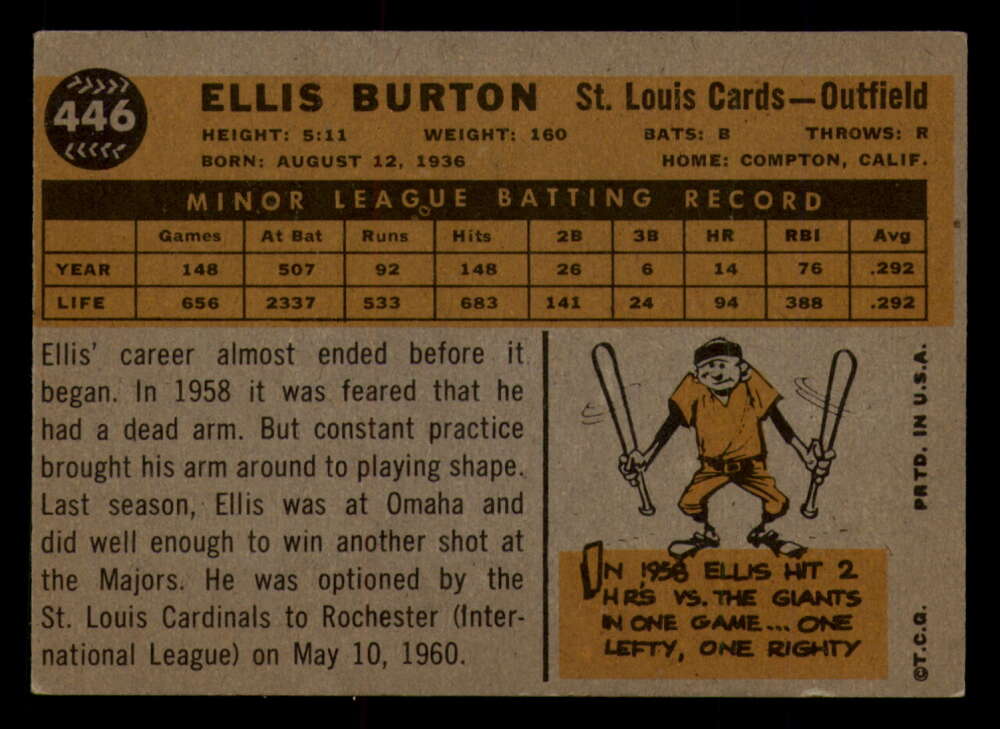 446
ELLIS BURTON St. Louis Cards—Outfield
HEIGHT: 5:11 WEIGHT: 160 BATS: B THROWS: R
BORN: AUGUST 12, 1936 HOME: COMPTON, CALIF.
MINOR LEAGUE BATTING RECORD
Games At Bat Runs Hits 2B 3B HR RBI Avg
YEAR 148 507 92 148 26 6 14 76 .292
LIFE 656 2337 533 683 141 24 94 388 .292
Ellis' career almost ended before it
began. In 1958 it was feared that he
had a dead arm. But constant practice
brought his arm around to playing shape.
Last season, Ellis was at Omaha and
did well enough to win another shot at
the Majors. He was optioned by the
St. Louis Cardinals to Rochester (Inter-
national League) on May 10, 1960.
IN 1958 ELLIS HIT 2
HRS VS. THE GIANTS
IN ONE GAME... ONE
LEFTY, ONE RIGHTY
©T.C.G. PRTD. IN U.S.A.